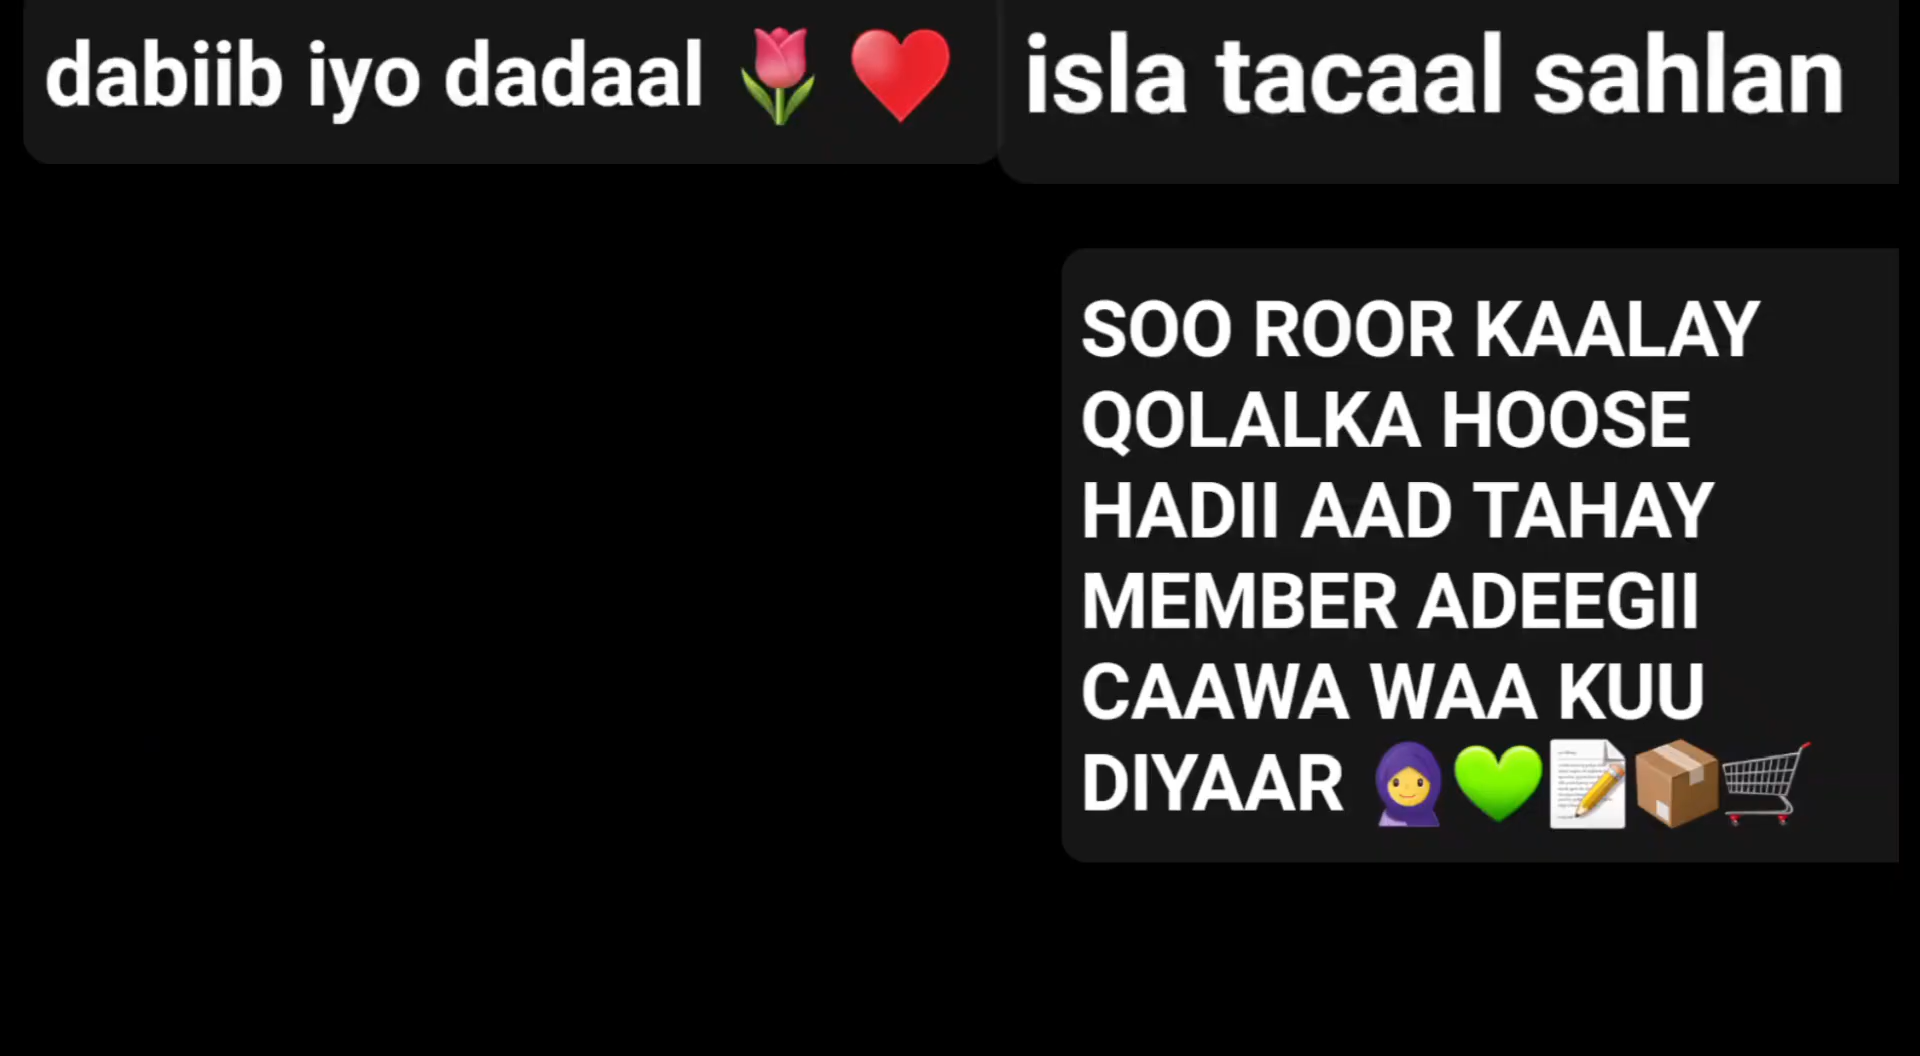 dabiib iyo dadaal 🌷 ❤️
isla tacaal sahlan
SOO ROOR KAALAY
QOLALKA HOOSE
HADII AAD TAHAY
MEMBER ADEEGII
CAAWA WAA KUU
DIYAAR 🧕💚📝📦🛒